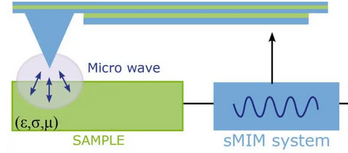 Micro wave
(ε,σ,μ)
SAMPLE
sMIM system